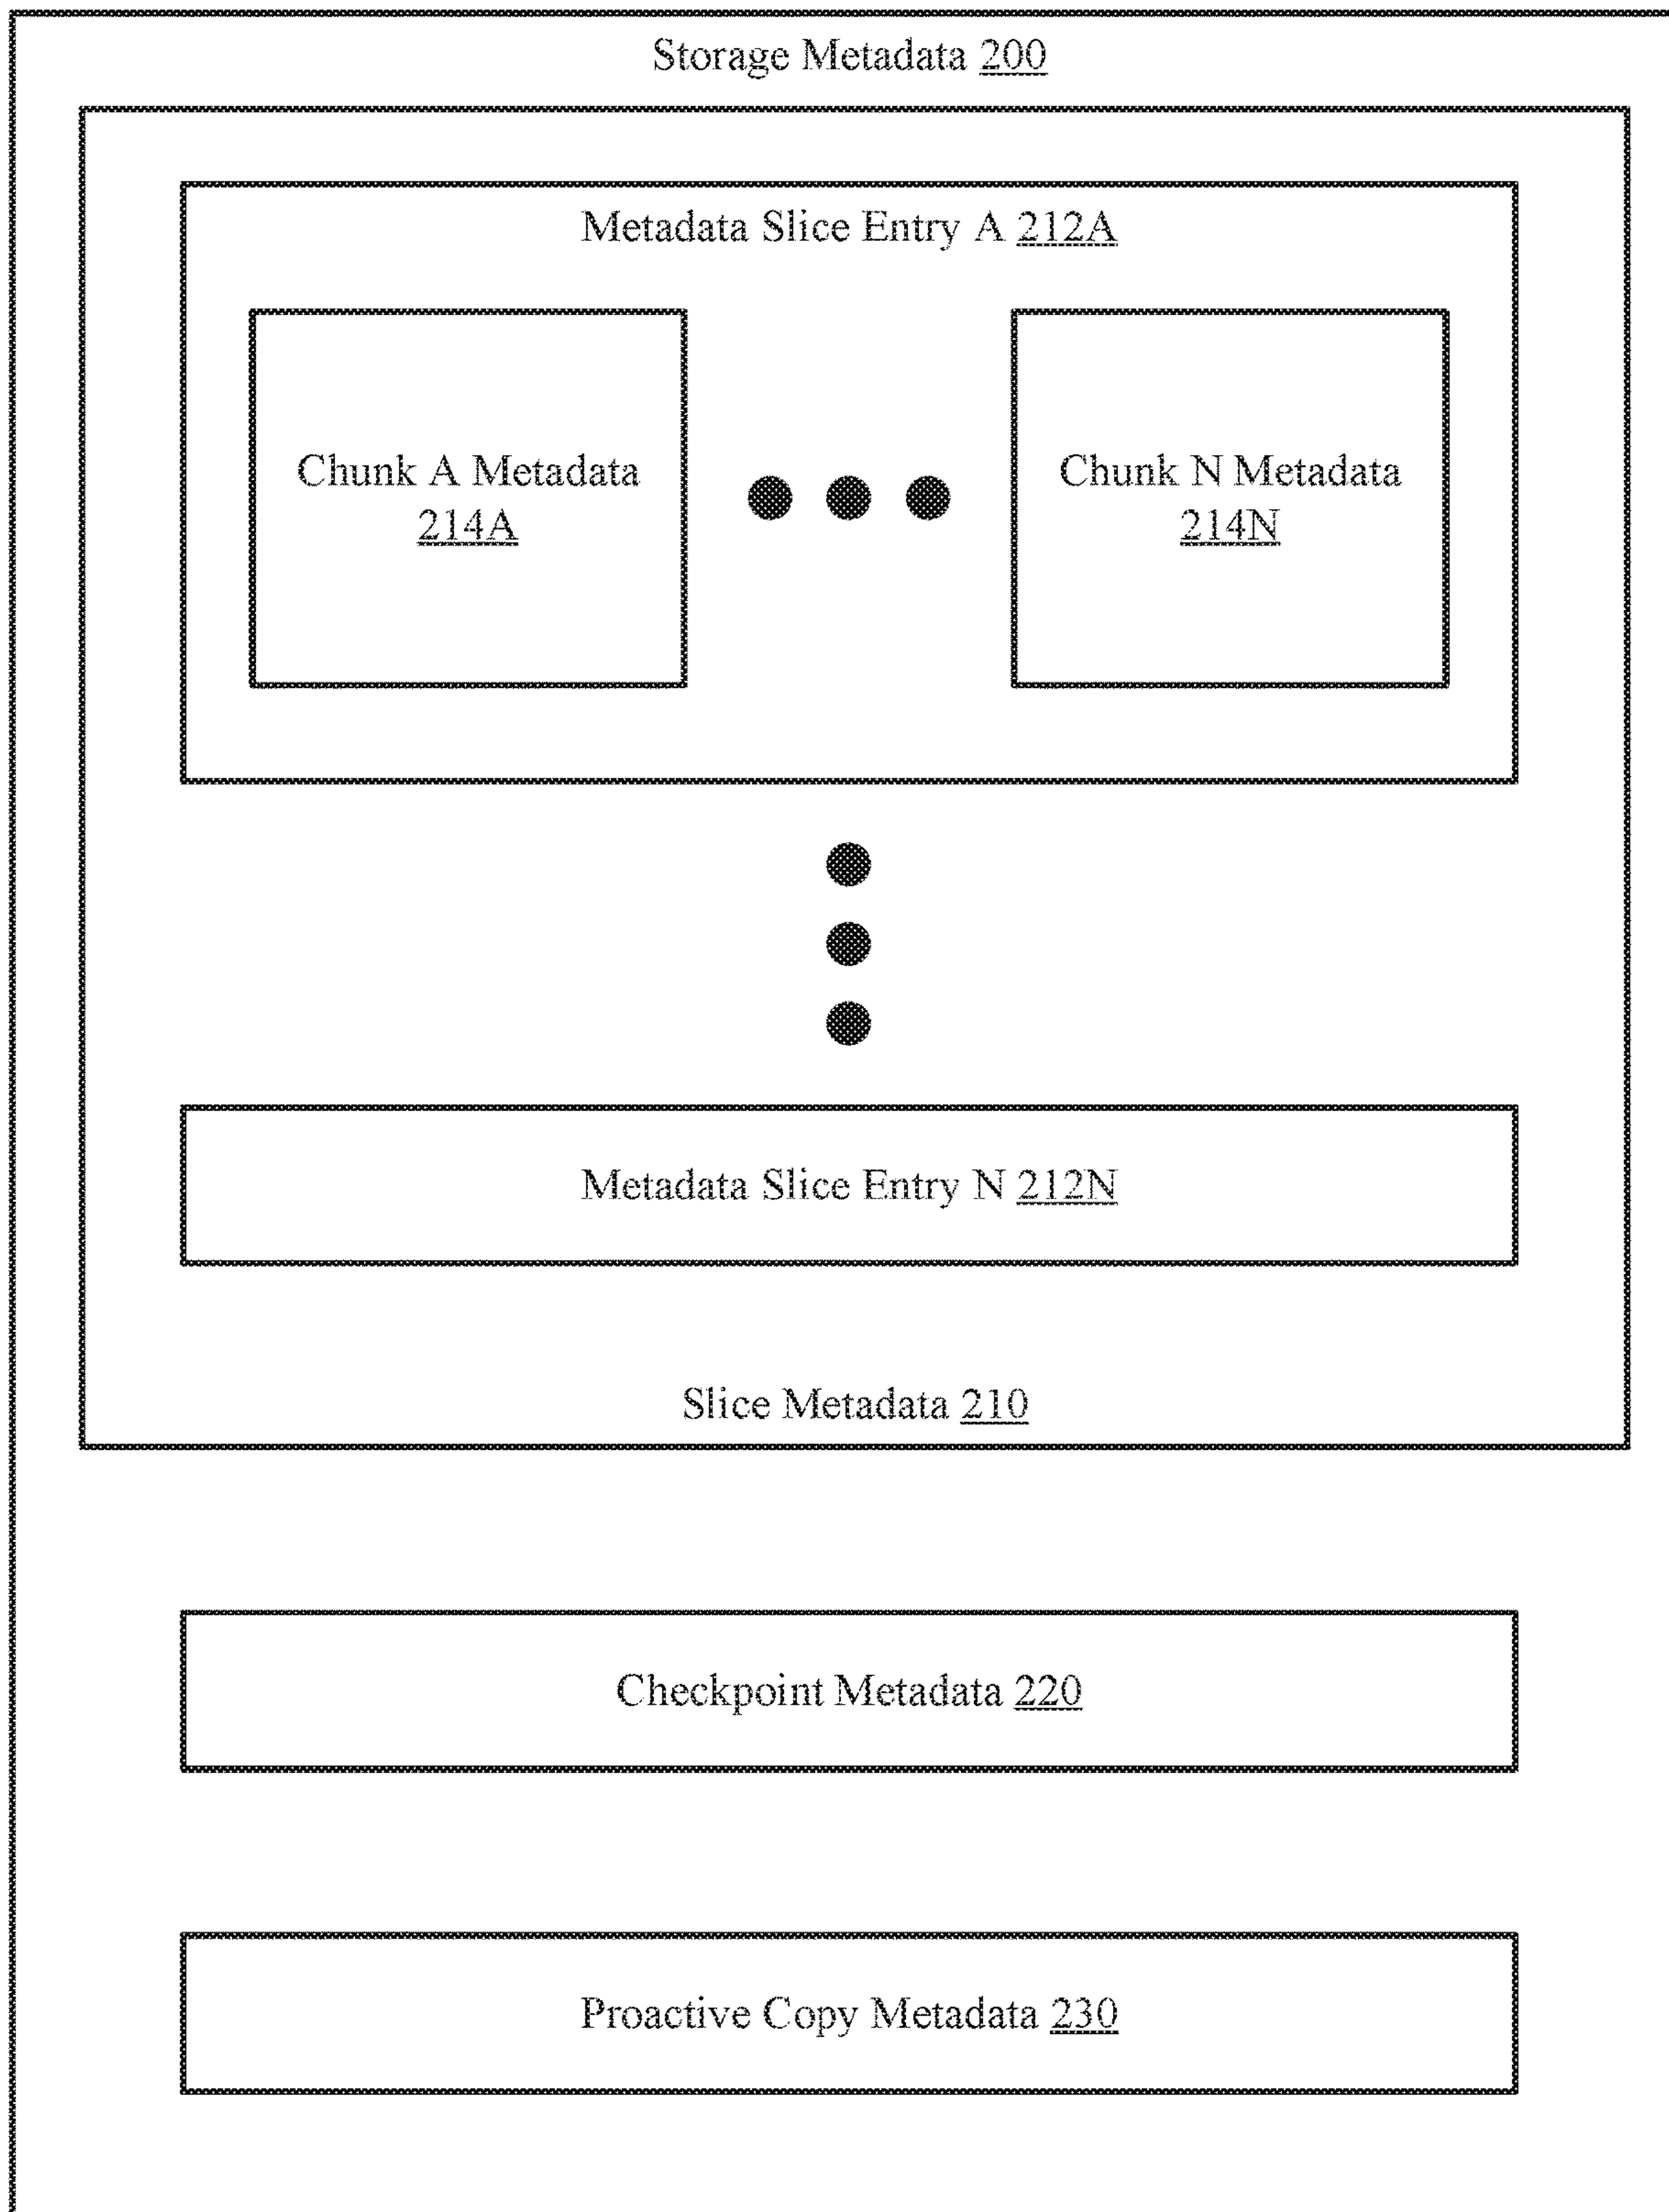 Storage Metadata 200
Metadata Slice Entry A 212A
Chunk A Metadata
214A
Chunk N Metadata
214N
Metadata Slice Entry N 212N
Slice Metadata 210
Checkpoint Metadata 220
Proactive Copy Metadata 230